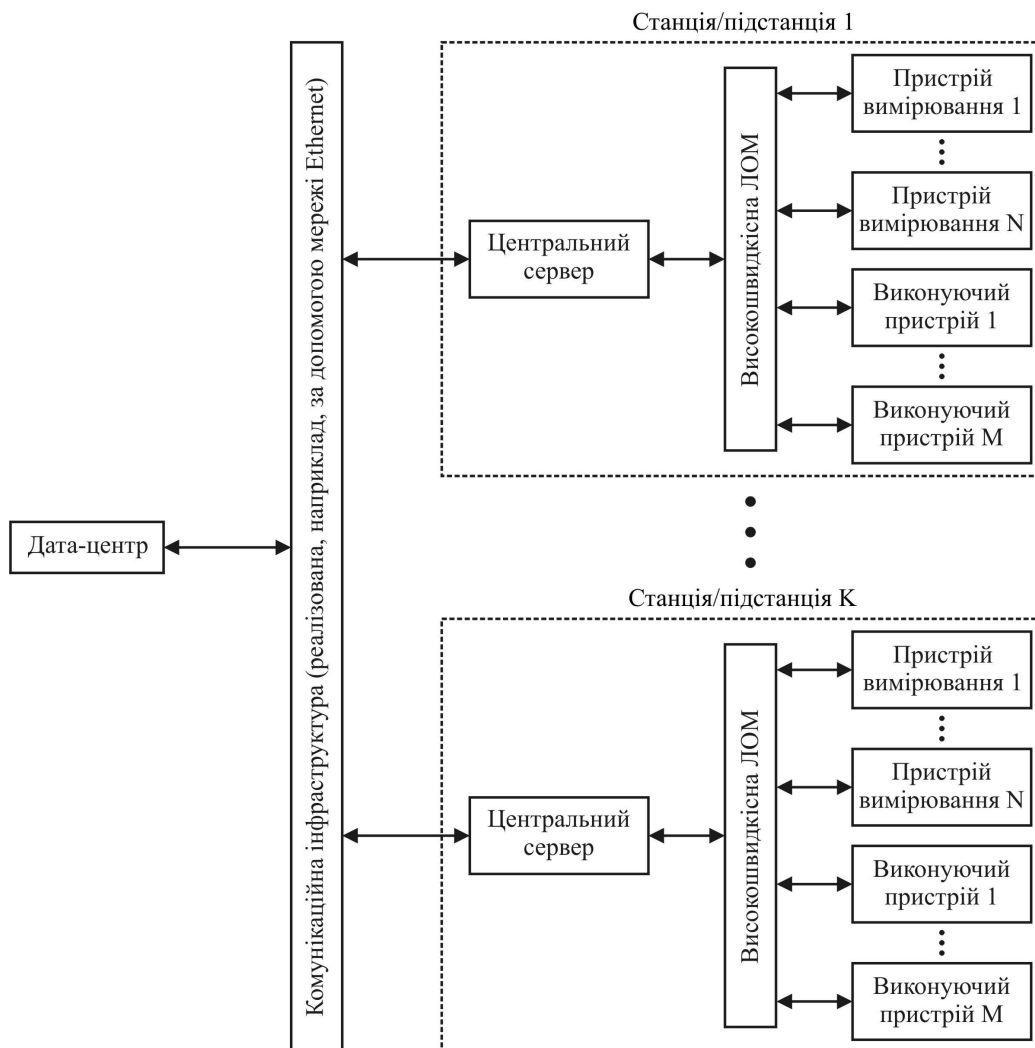 Станція/підстанція 1
Комунікаційна інфраструктура (реалізована, наприклад, за допомогою мережі Ethernet)
Центральний
сервер
Високошвидкісна ЛОМ
Пристрій
вимірювання 1
Пристрій
вимірювання N
Виконуючий
пристрій 1
Виконуючий
пристрій M
Дата-центр
Станція/підстанція K
Центральний
сервер
Високошвидкісна ЛОМ
Пристрій
вимірювання 1
Пристрій
вимірювання N
Виконуючий
пристрій 1
Виконуючий
пристрій M